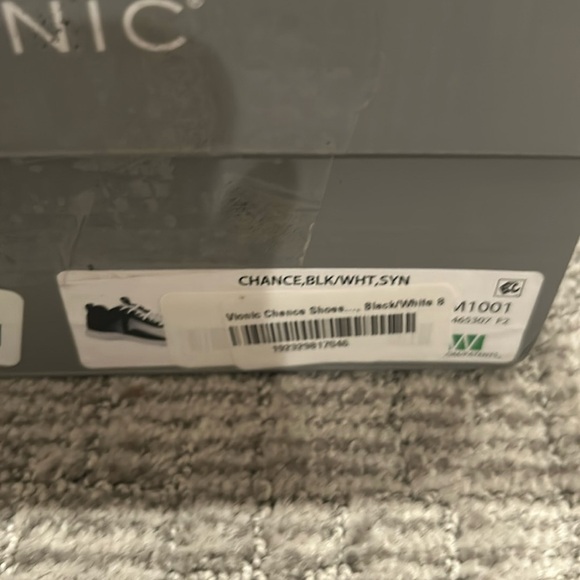 NIC
CHANCE,BLK/WHT,SYN
Vionic Chance Shoes..., Black/White 8
192329817046
M1001